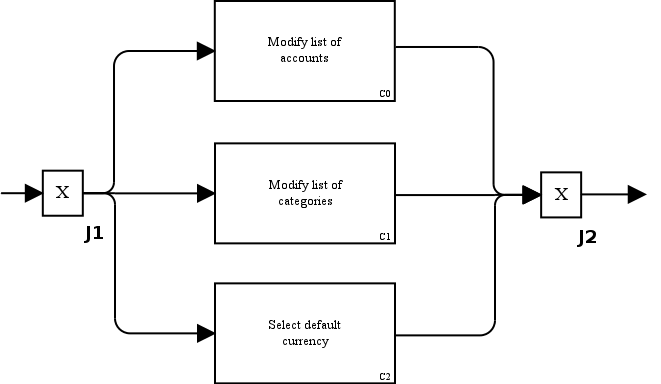 Modify list of
accounts
C0
X
J1
Modify list of
categories
C1
X
J2
Select default
currency
C2